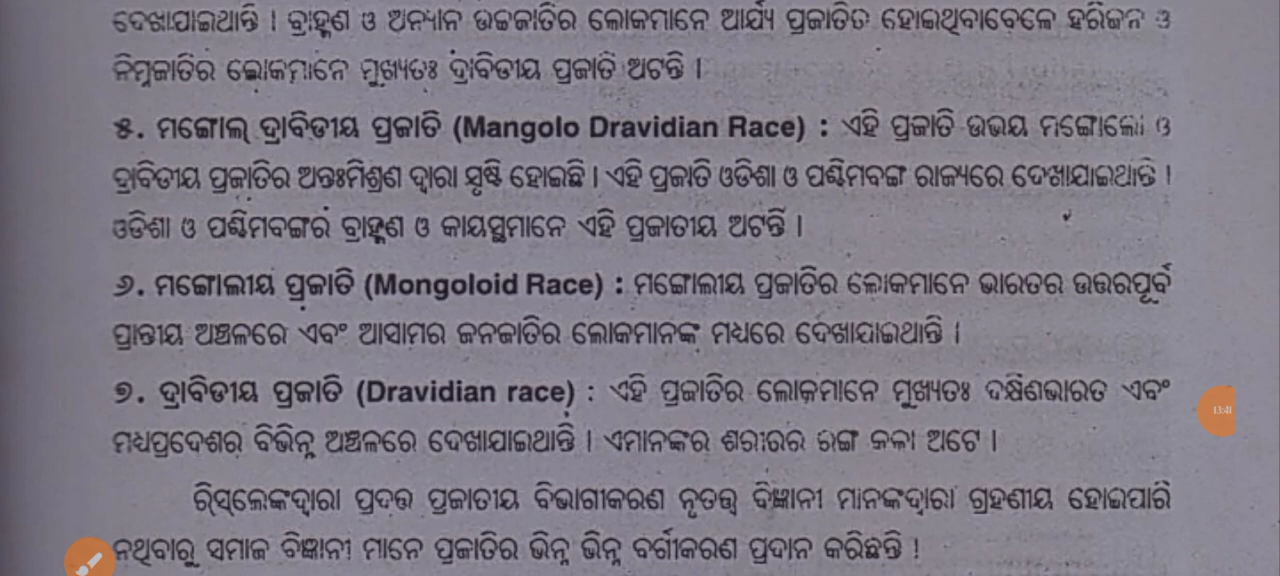 ଦେଖାଯାଇଥାନ୍ତି । ବ୍ରାହ୍ମଣ ଓ ଅନ୍ୟାନ ଉଚ୍ଚଜାତିର ଲୋକମାନେ ଆର୍ଯ୍ୟ ପ୍ରଜାତିତ ହୋଇଥିବାବେଳେ ହରିଜନ ଓ
ନିମ୍ନଜାତିର ଲୋକମାନେ ମୁଖ୍ୟତଃ ଦ୍ରାବିଡୀୟ ପ୍ରଜାତି ଅଟନ୍ତି ।
୫. ମଙ୍ଗୋଲ୍ ଦ୍ରାବିଡୀୟ ପ୍ରଜାତି (Mangolo Dravidian Race) : ଏହି ପ୍ରଜାତି ଉଭୟ ମଙ୍ଗୋଲୋ ଓ
ଦ୍ରାବିଡୀୟ ପ୍ରଜାତିର ଅନ୍ତଃମିଶ୍ରଣ ଦ୍ୱାରା ସୃଷ୍ଟି ହୋଇଛି । ଏହି ପ୍ରଜାତି ଓଡିଶା ଓ ପଶ୍ଚିମବଙ୍ଗ ରାଜ୍ୟରେ ଦେଖାଯାଇଥାନ୍ତି ।
ଓଡିଶା ଓ ପଶ୍ଚିମବଙ୍ଗର ବ୍ରାହ୍ମଣ ଓ କାୟସ୍ଥମାନେ ଏହି ପ୍ରଜାତୀୟ ଅଟନ୍ତି ।
୬. ମଙ୍ଗୋଲୀୟ ପ୍ରଜାତି (Mongoloid Race) : ମଙ୍ଗୋଲୀୟ ପ୍ରଜାତିର ଲୋକମାନେ ଭାରତର ଉତ୍ତରପୂର୍ବ
ପ୍ରାନ୍ତୀୟ ଅଞ୍ଚଳରେ ଏବଂ ଆସାମର ଜନଜାତିର ଲୋକମାନଙ୍କ ମଧ୍ୟରେ ଦେଖାଯାଇଥାନ୍ତି ।
୭. ଦ୍ରାବିଡୀୟ ପ୍ରଜାତି (Dravidian race) : ଏହି ପ୍ରଜାତିର ଲୋକମାନେ ମୁଖ୍ୟତଃ ଦକ୍ଷିଣଭାରତ ଏବଂ
ମଧ୍ୟପ୍ରଦେଶର ବିଭିନ୍ନ ଅଞ୍ଚଳରେ ଦେଖାଯାଇଥାନ୍ତି । ଏମାନଙ୍କର ଶରୀରର ରଙ୍ଗ କଳା ଅଟେ ।
13:41
ରିସ୍‌ଲେଙ୍କଦ୍ୱାରା ପ୍ରଦତ୍ତ ପ୍ରଜାତୀୟ ବିଭାଗୀକରଣ ନୃତତ୍ତ୍ୱ ବିଜ୍ଞାନୀ ମାନଙ୍କଦ୍ୱାରା ଗ୍ରହଣୀୟ ହୋଇପାରି
ନଥିବାରୁ ସମାଜ ବିଜ୍ଞାନୀ ମାନେ ପ୍ରଜାତିର ଭିନ୍ନ ଭିନ୍ନ ବର୍ଗୀକରଣ ପ୍ରଦାନ କରିଛନ୍ତି !